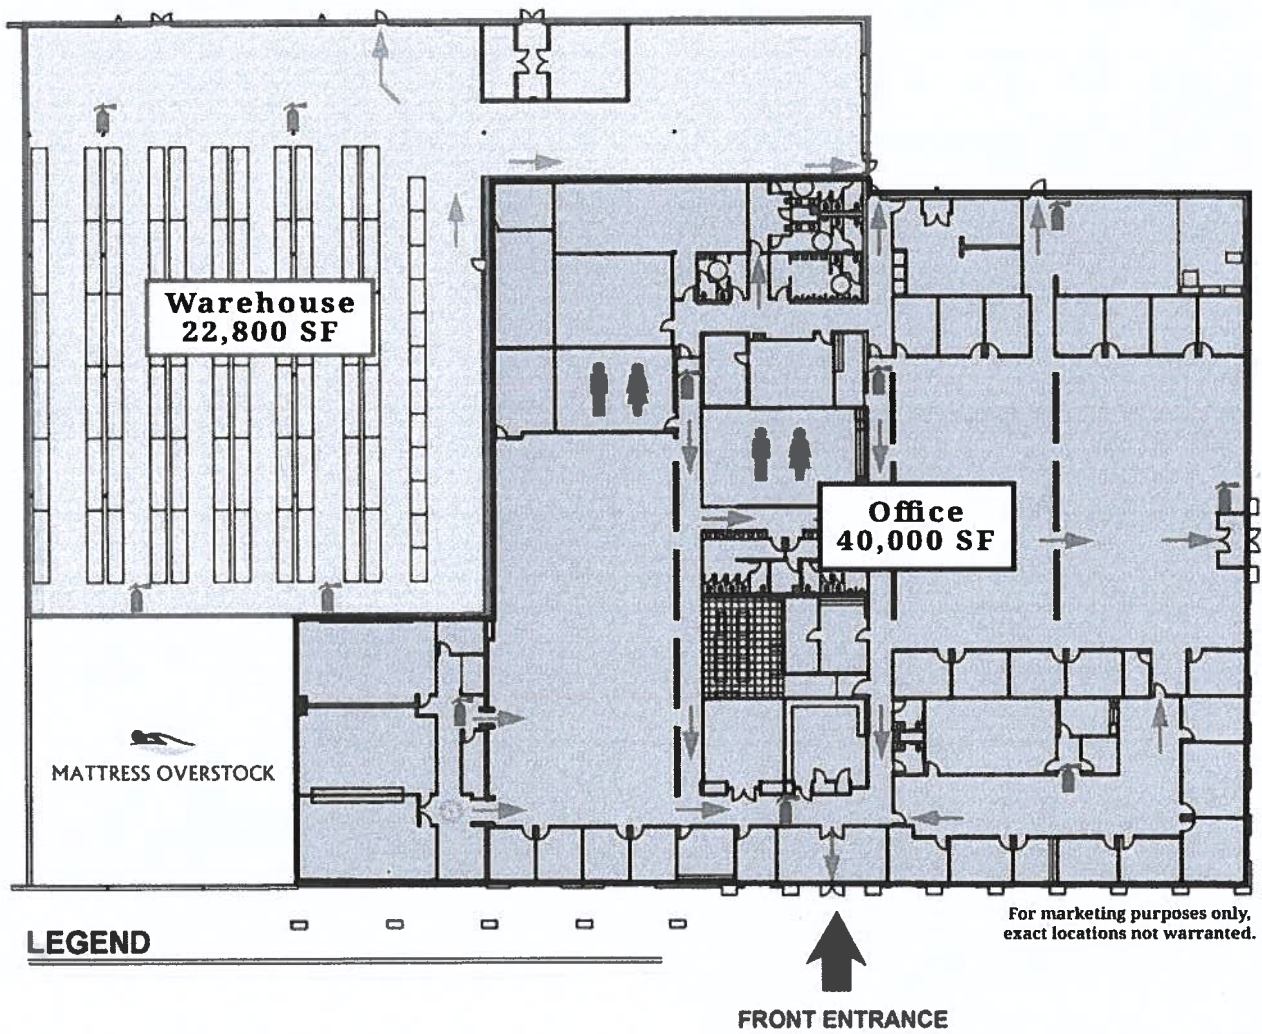 Warehouse
22,800 SF
Office
40,000 SF
MATTRESS OVERSTOCK
For marketing purposes only,
exact locations not warranted.
LEGEND
FRONT ENTRANCE